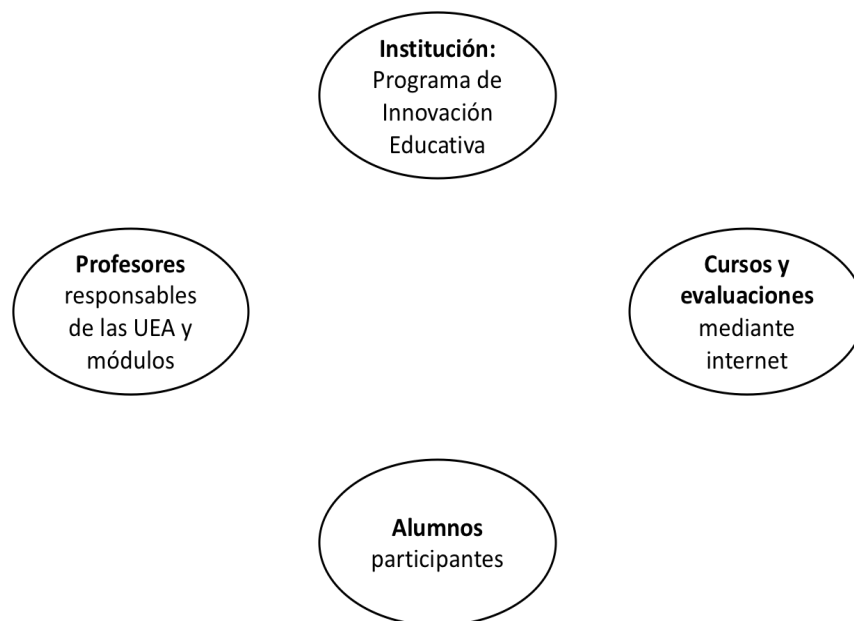 Institución:
Programa de
Innovación
Educativa
Profesores
responsables
de las UEA y
módulos
Cursos y
evaluaciones
mediante
internet
Alumnos
participantes